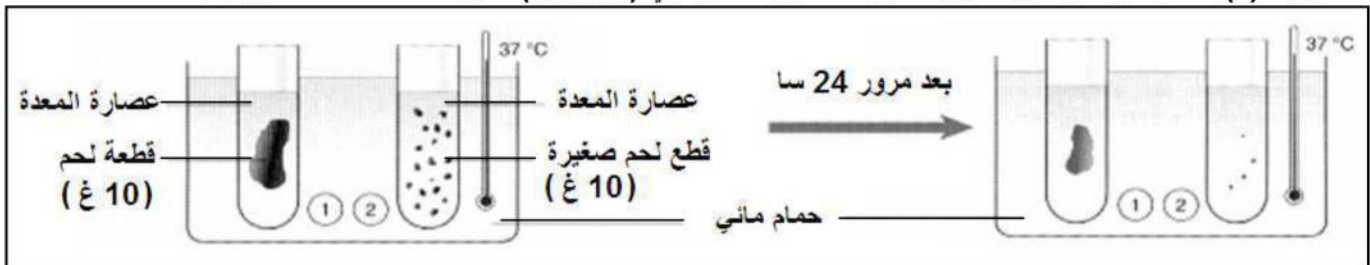 37 °C
عصارة المعدة
عصارة المعدة
قطعة لحم
(10 غ)
قطع لحم صغيرة
(10 غ)
1 2
بعد مرور 24 سا
حمام مائي
37 °C
1 2